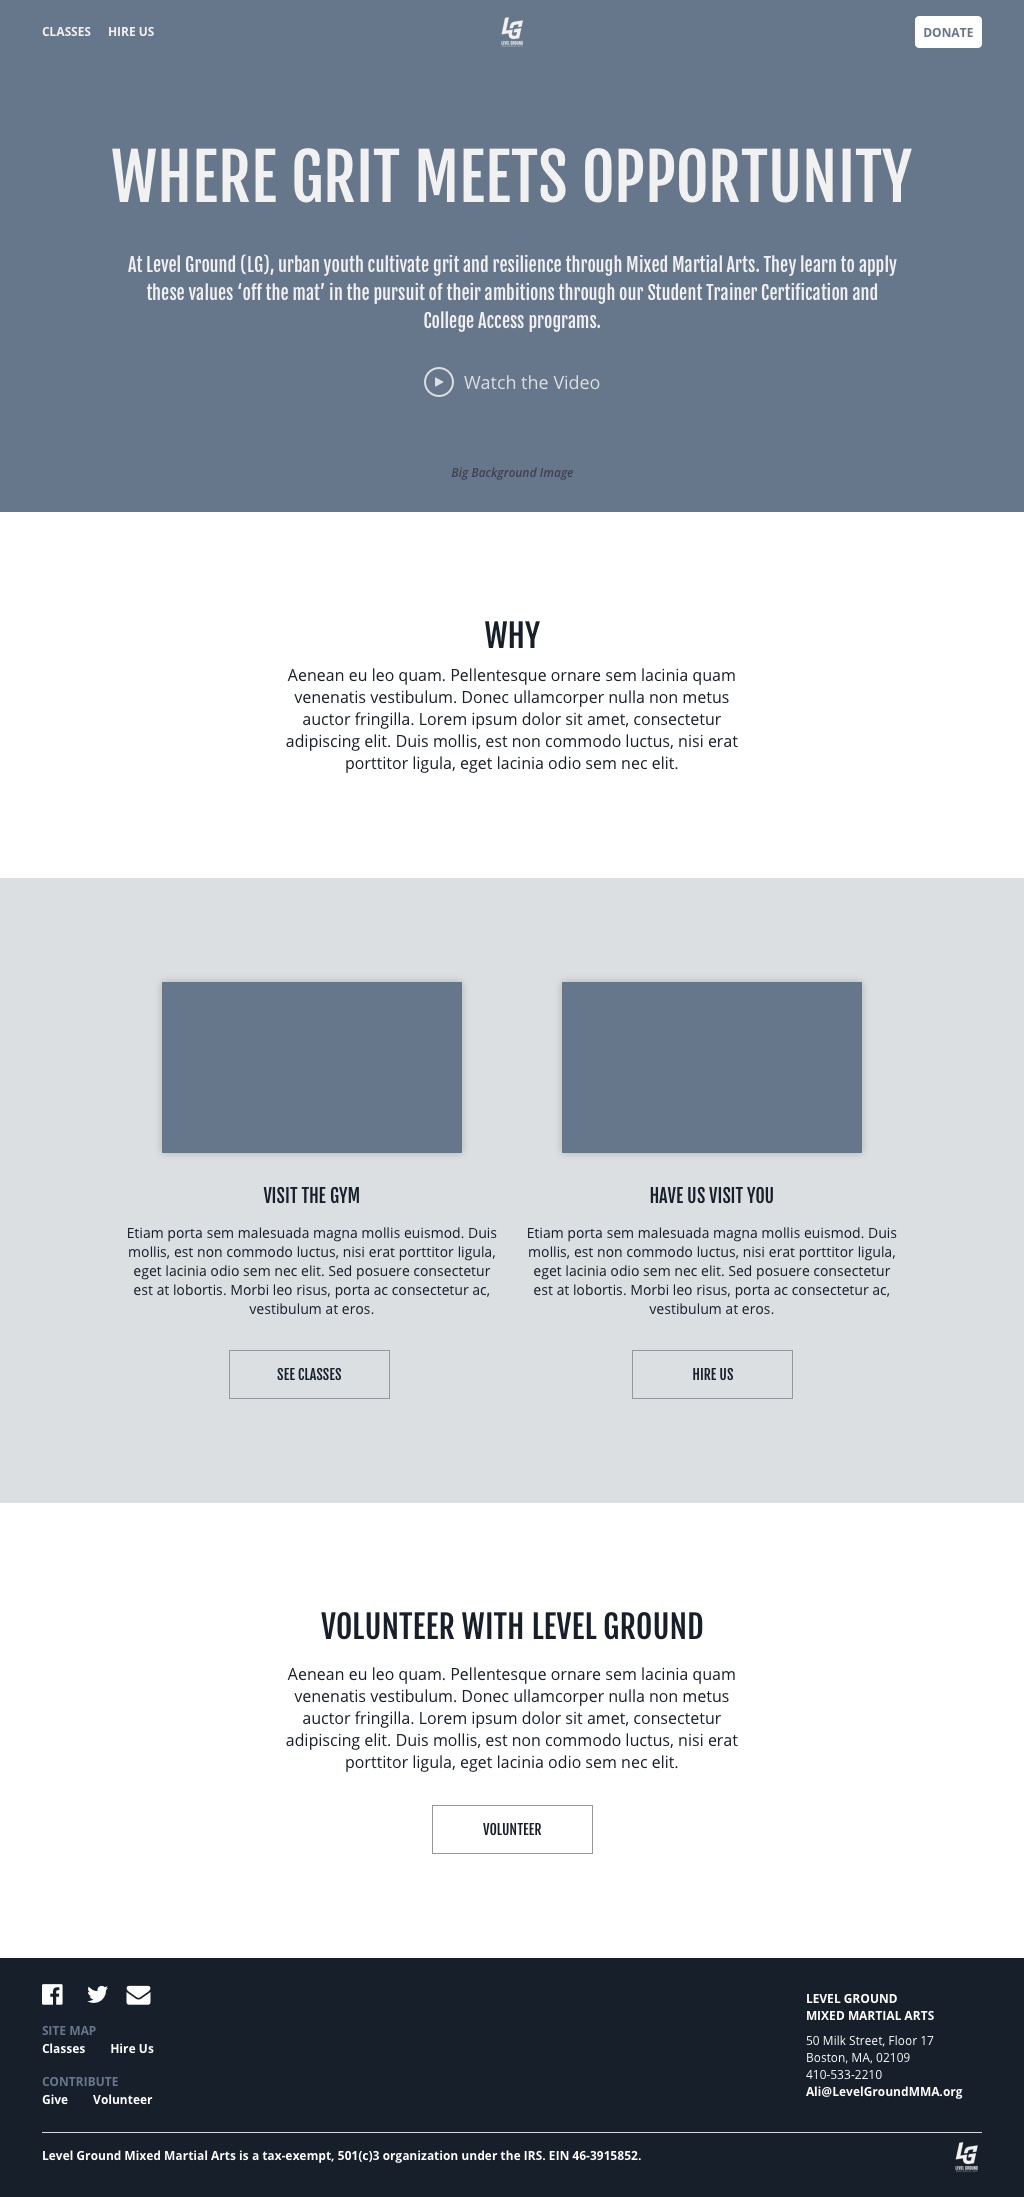 CLASSES HIRE US
LG
LEVEL GROUND
DONATE
WHERE GRIT MEETS OPPORTUNITY
At Level Ground (LG), urban youth cultivate grit and resilience through Mixed Martial Arts. They learn to apply
these values ‘off the mat’ in the pursuit of their ambitions through our Student Trainer Certification and
College Access programs.
Watch the Video
Big Background Image
WHY
Aenean eu leo quam. Pellentesque ornare sem lacinia quam
venenatis vestibulum. Donec ullamcorper nulla non metus
auctor fringilla. Lorem ipsum dolor sit amet, consectetur
adipiscing elit. Duis mollis, est non commodo luctus, nisi erat
porttitor ligula, eget lacinia odio sem nec elit.
VISIT THE GYM
Etiam porta sem malesuada magna mollis euismod. Duis
mollis, est non commodo luctus, nisi erat porttitor ligula,
eget lacinia odio sem nec elit. Sed posuere consectetur
est at lobortis. Morbi leo risus, porta ac consectetur ac,
vestibulum at eros.
SEE CLASSES
HAVE US VISIT YOU
Etiam porta sem malesuada magna mollis euismod. Duis
mollis, est non commodo luctus, nisi erat porttitor ligula,
eget lacinia odio sem nec elit. Sed posuere consectetur
est at lobortis. Morbi leo risus, porta ac consectetur ac,
vestibulum at eros.
HIRE US
VOLUNTEER WITH LEVEL GROUND
Aenean eu leo quam. Pellentesque ornare sem lacinia quam
venenatis vestibulum. Donec ullamcorper nulla non metus
auctor fringilla. Lorem ipsum dolor sit amet, consectetur
adipiscing elit. Duis mollis, est non commodo luctus, nisi erat
porttitor ligula, eget lacinia odio sem nec elit.
VOLUNTEER
SITE MAP
Classes Hire Us
CONTRIBUTE
Give Volunteer
LEVEL GROUND
MIXED MARTIAL ARTS
50 Milk Street, Floor 17
Boston, MA, 02109
410-533-2210
Ali@LevelGroundMMA.org
Level Ground Mixed Martial Arts is a tax-exempt, 501(c)3 organization under the IRS. EIN 46-3915852.
LG
LEVEL GROUND